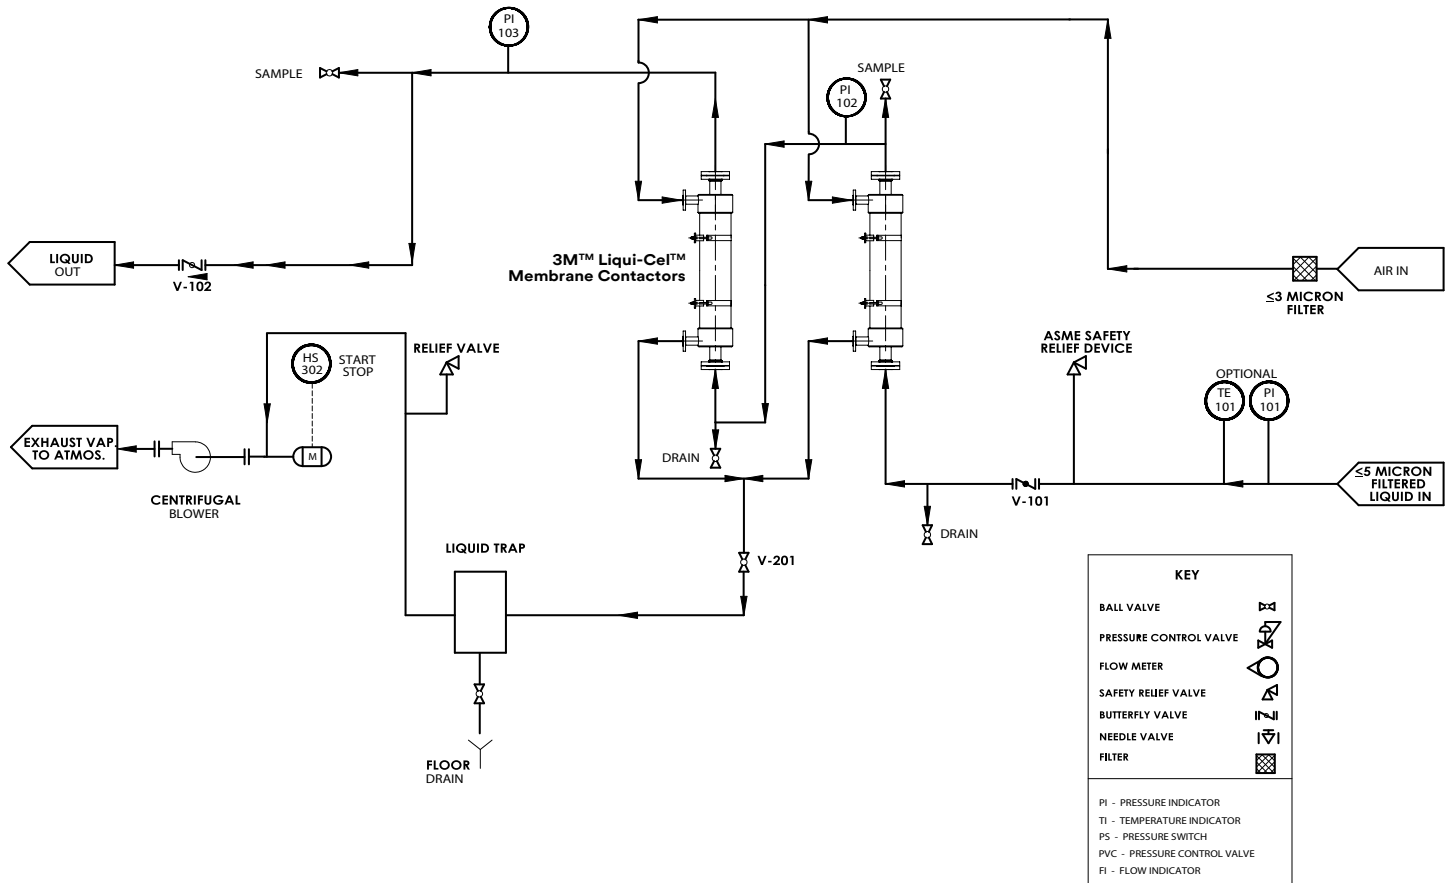 PI
103
SAMPLE
SAMPLE
PI
102
LIQUID
OUT
V-102
3M™ Liqui-Cel™
Membrane Contactors
AIR IN
≤3 MICRON
FILTER
HS
302
START
STOP
RELIEF VALVE
ASME SAFETY
RELIEF DEVICE
OPTIONAL
TE
101
PI
101
EXHAUST VAP.
TO ATMOS.
M
CENTRIFUGAL
BLOWER
DRAIN
≤5 MICRON
FILTERED
LIQUID IN
V-101
DRAIN
LIQUID TRAP
V-201
FLOOR
DRAIN
KEY
BALL VALVE
PRESSURE CONTROL VALVE
FLOW METER
SAFETY RELIEF VALVE
BUTTERFLY VALVE
NEEDLE VALVE
FILTER
PI - PRESSURE INDICATOR
TI - TEMPERATURE INDICATOR
PS - PRESSURE SWITCH
PVC - PRESSURE CONTROL VALVE
FI - FLOW INDICATOR